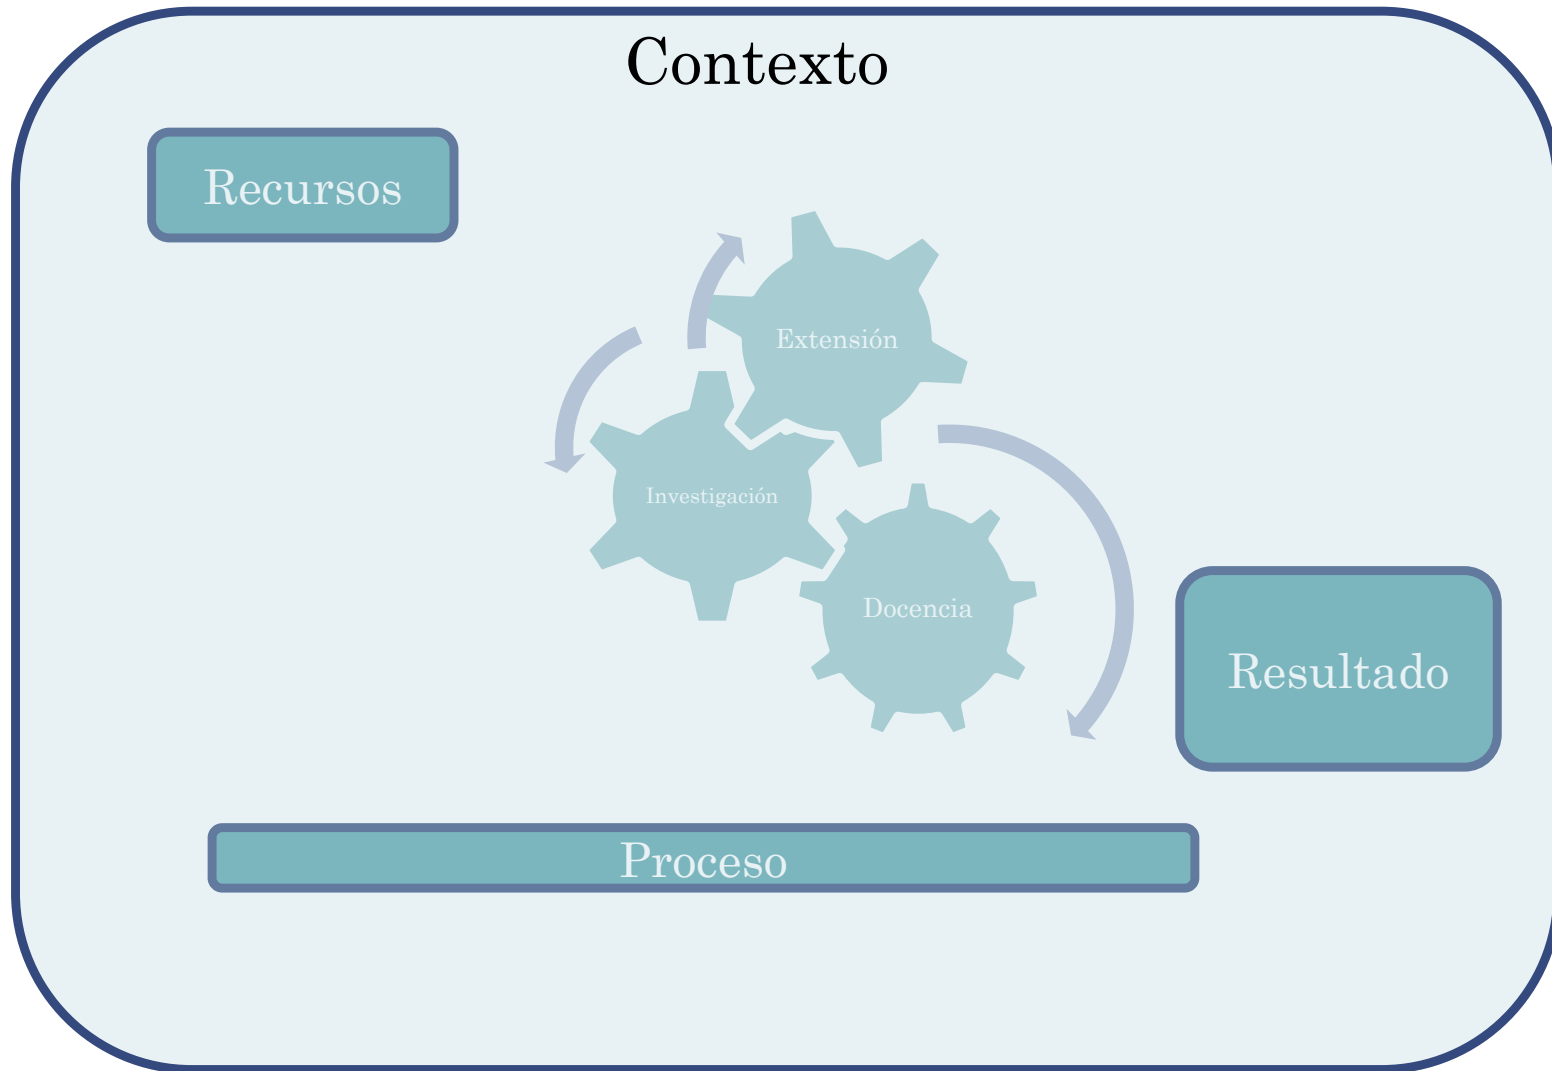 Contexto
Recursos
Extensión
Investigación
Docencia
Resultado
Proceso